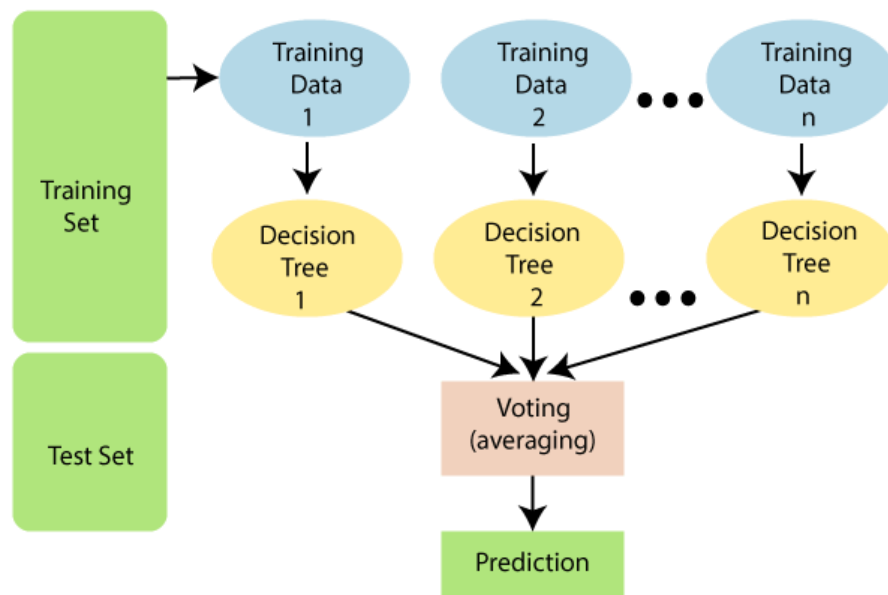 Training
Set
Test Set
Training
Data
1
Training
Data
2
Training
Data
n
Decision
Tree
1
Decision
Tree
2
Decision
Tree
n
Voting
(averaging)
Prediction